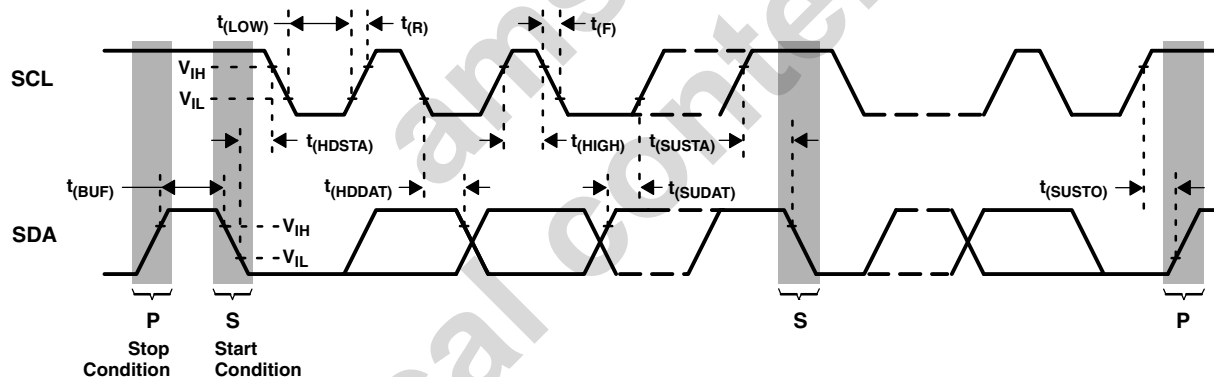 t(LOW) t(R) t(F)
SCL
VIH
VIL
t(HDSTA) t(HIGH) t(SUSTA)
t(BUF) t(HDDAT) t(SUDAT) t(SUSTO)
SDA
VIH
VIL
P S S P
Stop Condition
Start Condition